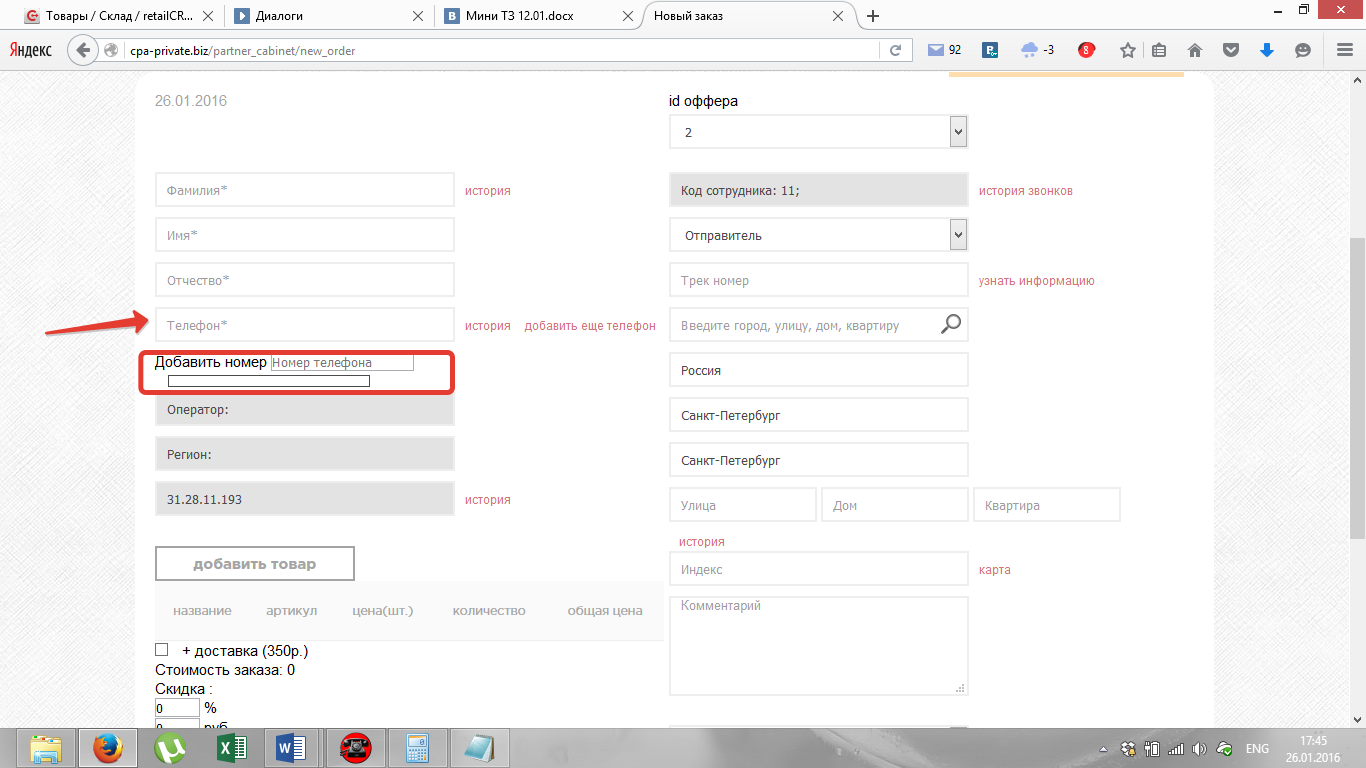 Товары / Склад / retailCR...
Диалоги
Мини ТЗ 12.01.docx
Новый заказ
Яндекс
cpa-private.biz/partner_cabinet/new_order
92
-3
8
26.01.2016
id оффера
2
Фамилия*
история
Код сотрудника: 11;
история звонков
Имя*
Отправитель
Отчество*
Трек номер
узнать информацию
Телефон*
история
добавить еще телефон
Введите город, улицу, дом, квартиру
Добавить номер
Номер телефона
Россия
Оператор:
Санкт-Петербург
Регион:
Санкт-Петербург
31.28.11.193
история
Улица
Дом
Квартира
история
добавить товар
Индекс
карта
название
артикул
цена(шт.)
количество
общая цена
Комментарий
+ доставка (350р.)
Стоимость заказа: 0
Скидка :
0 %
0 руб
ENG
17:45
26.01.2016